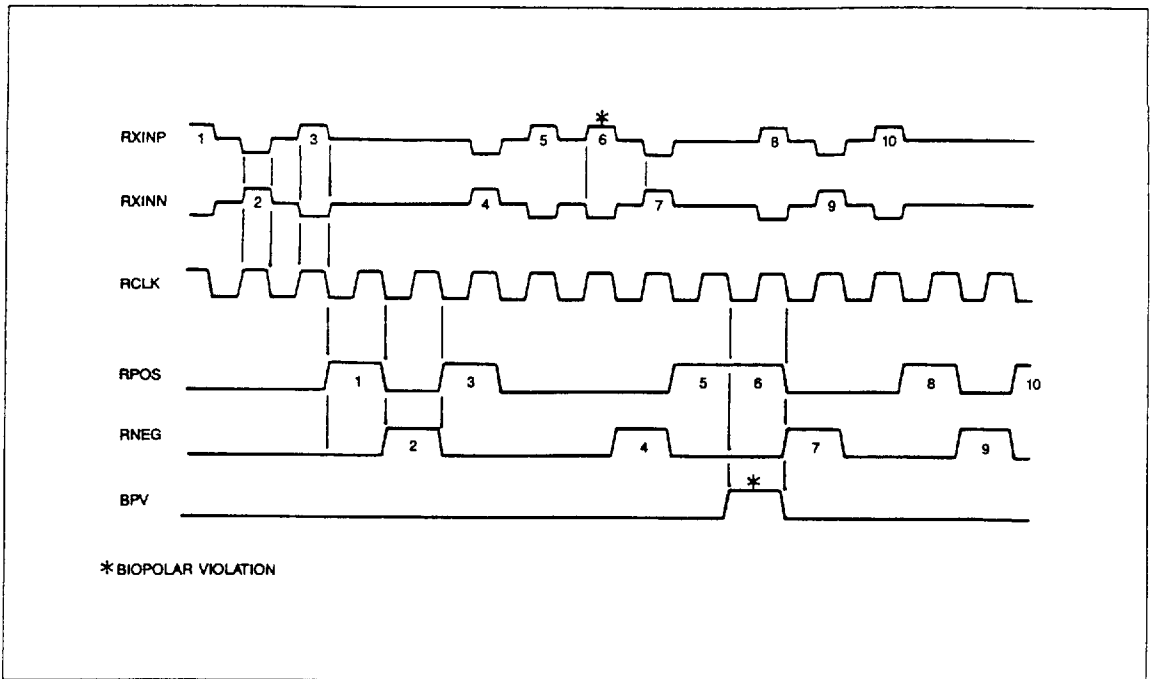 *
RXINP 1 3 5 6 8 10
RXINN 2 4 7 9
RCLK
RPOS 1 3 5 6 8 10
RNEG 2 4 7 9
*
BPV
* BIOPOLAR VIOLATION